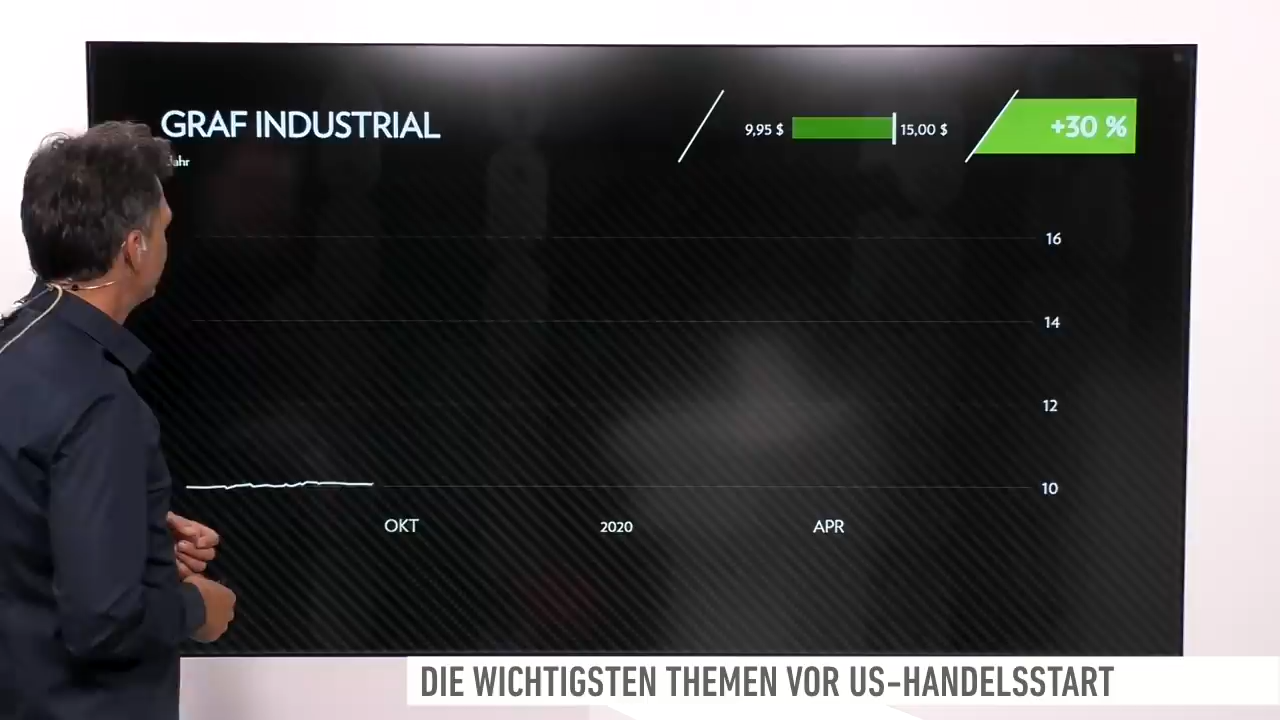 GRAF INDUSTRIAL
Jahr
9,95 $
15,00 $
+30 %
16
14
12
10
OKT
2020
APR
DIE WICHTIGSTEN THEMEN VOR US-HANDELSSTART